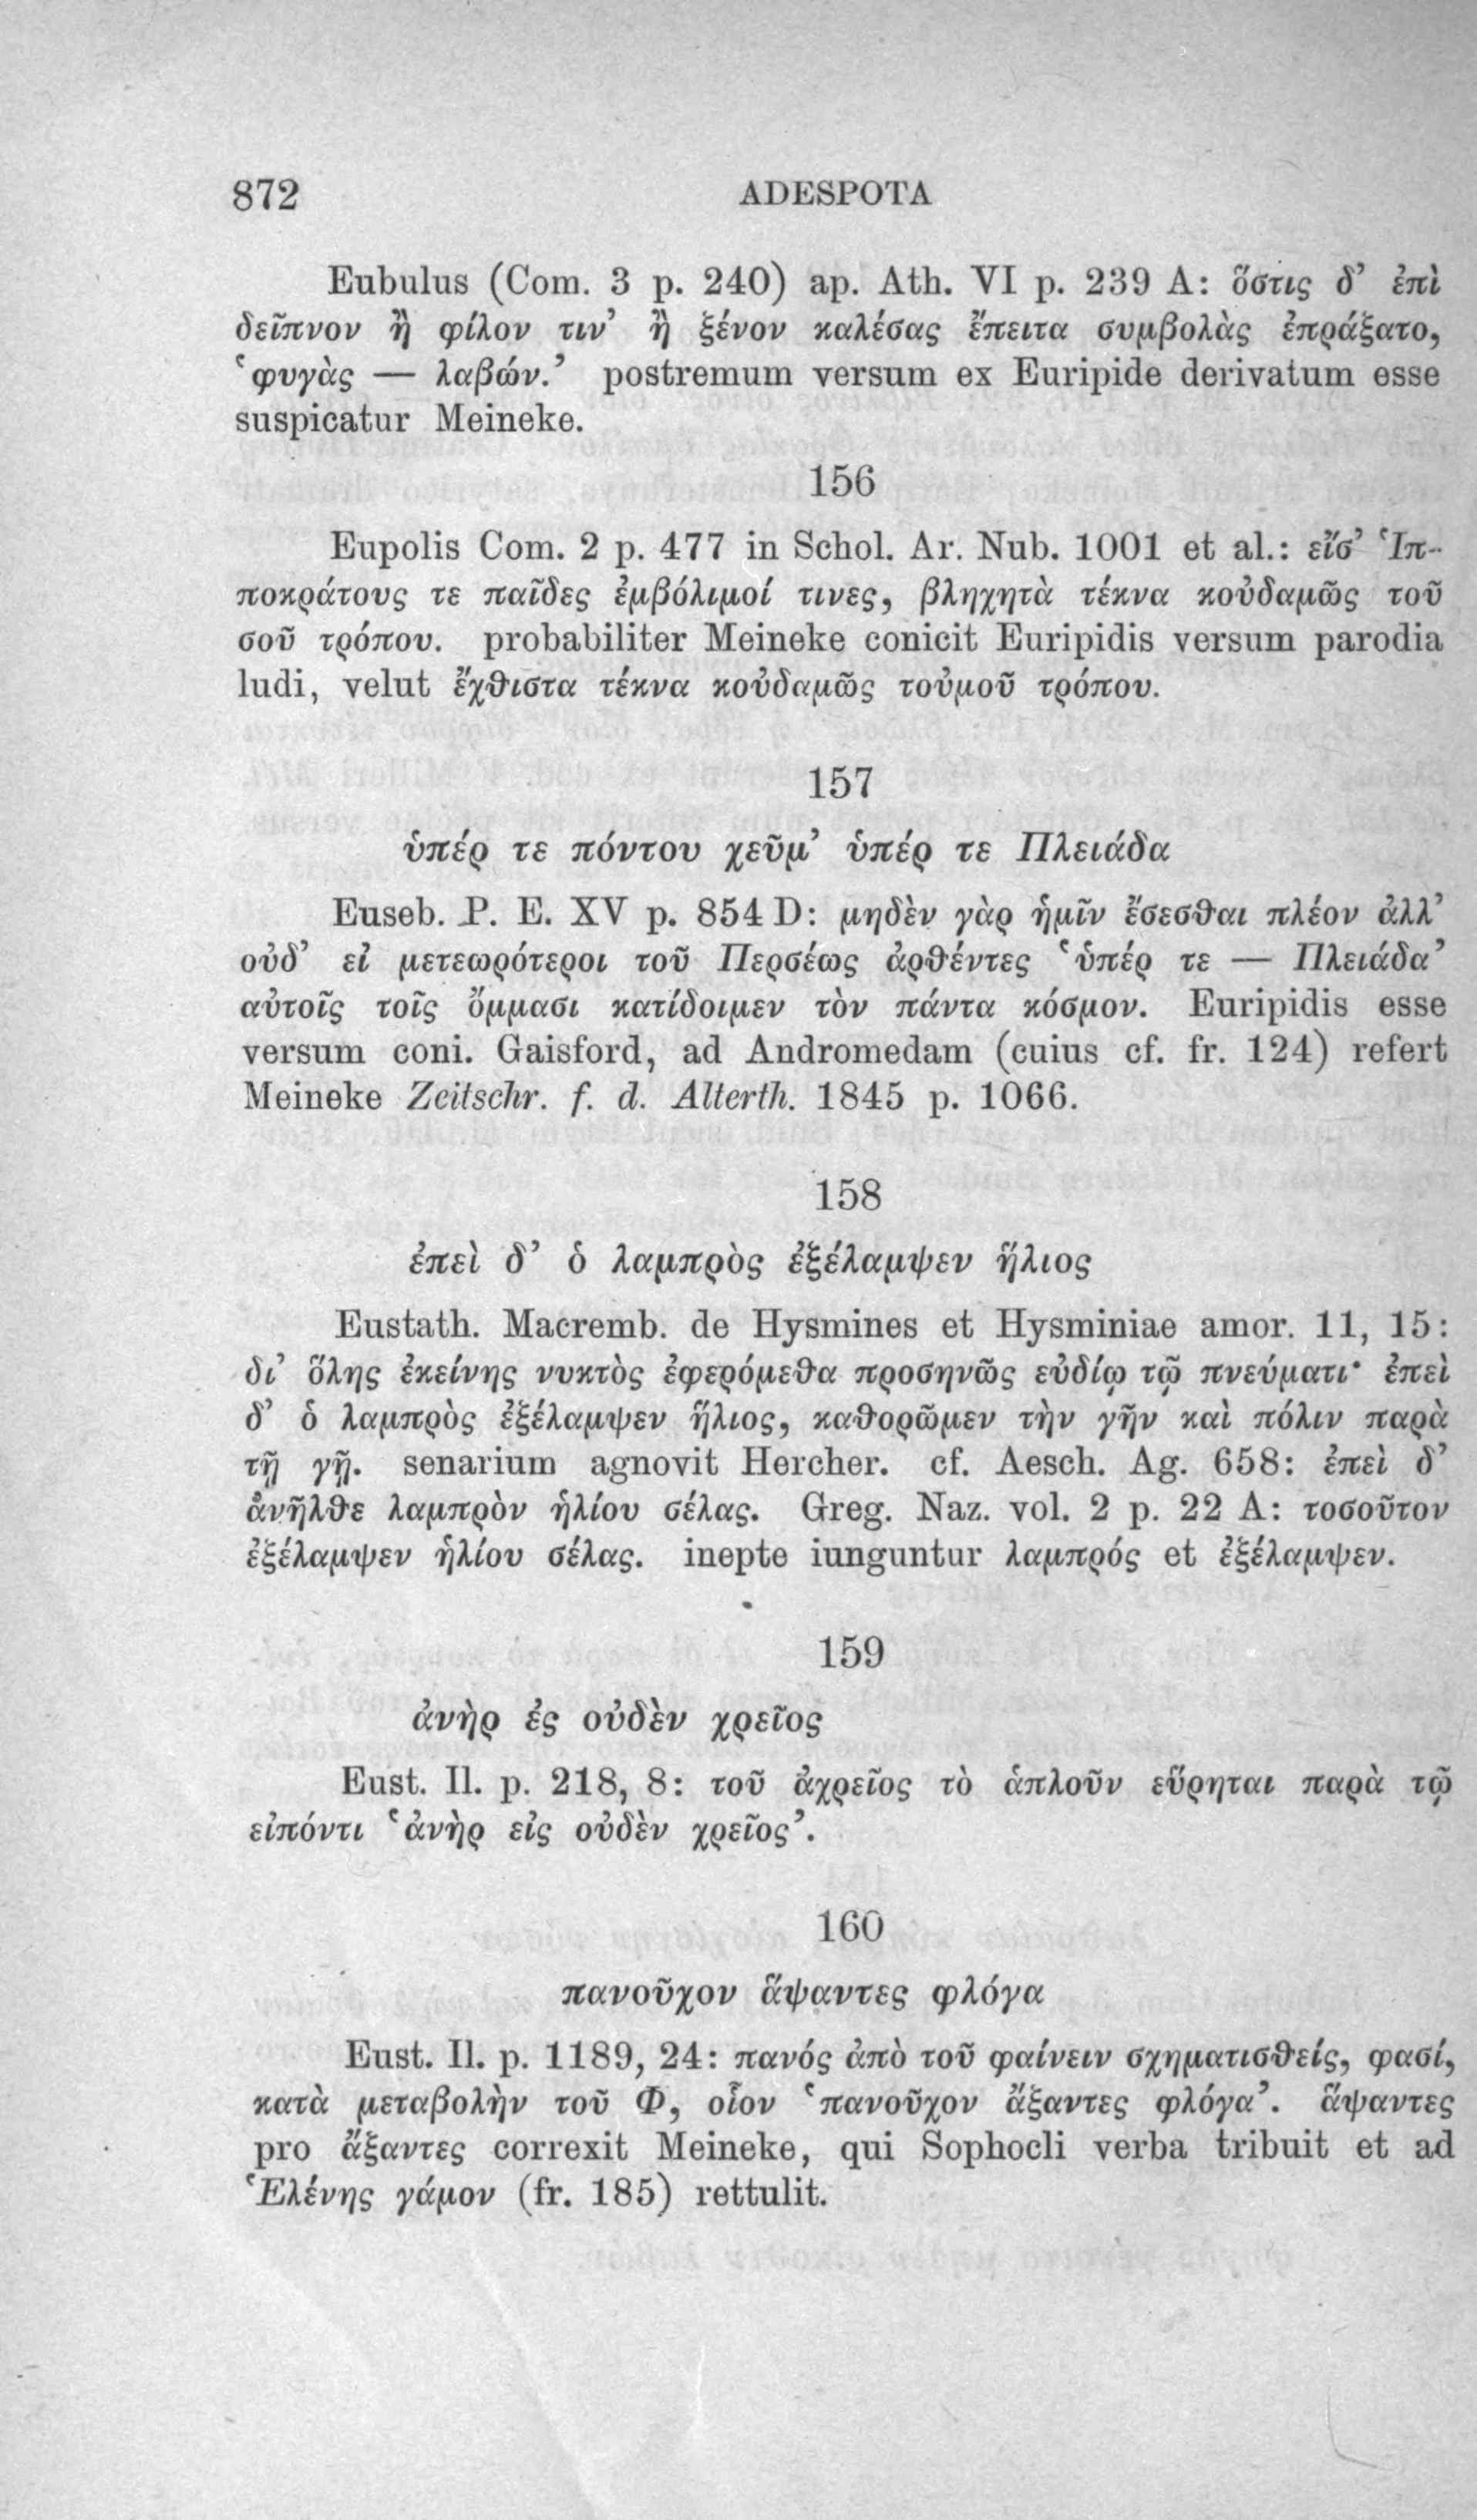 872 ADESPOTA
Eubulus (Com. 3 p. 240) ap. Ath. VI p. 239 A: ὅστις δ’ ἐπὶ
δεῖπνον ἢ φίλον τιν’ ἢ ξένον καλέσας ἔπειτα συμβολὰς ἐπράξατο,
‘φυγὰς — λαβών.’ postremum versum ex Euripide derivatum esse
suspicatur Meineke.
156
Eupolis Com. 2 p. 477 in Schol. Ar. Nub. 1001 et al.: εἴσ’ Ἱπ-
ποκράτους τε παῖδες ἐμβόλιμοί τινες, βληχητὰ τέκνα κοὐδαμῶς τοῦ
σοῦ τρόπου. probabiliter Meineke conicit Euripidis versum parodia
ludi, velut ἔχθιστα τέκνα κοὐδαμῶς τοὐμοῦ τρόπου.
157
ὑπέρ τε πόντου χεῦμ’ ὑπέρ τε Πλειάδα
Euseb. P. E. XV p. 854 D: μηδὲν γὰρ ἡμῖν ἔσεσθαι πλέον ἀλλ’
οὐδ’ εἰ μετεωρότεροι τοῦ Περσέως ἀρθέντες ‘ὑπέρ τε — Πλειάδα’
αὐτοῖς τοῖς ὄμμασι κατίδοιμεν τὸν πάντα κόσμον. Euripidis esse
versum coni. Gaisford, ad Andromedam (cuius cf. fr. 124) refert
Meineke Zeitschr. f. d. Alterth. 1845 p. 1066.
158
ἐπεὶ δ’ ὁ λαμπρὸς ἐξέλαμψεν ἥλιος
Eustath. Macremb. de Hysmines et Hysminiae amor. 11, 15:
δι’ ὅλης ἐκείνης νυκτὸς ἐφερόμεθα προσηνῶς εὐδίῳ τῷ πνεύματι· ἐπεὶ
δ’ ὁ λαμπρὸς ἐξέλαμψεν ἥλιος, καθορῶμεν τὴν γῆν καὶ πόλιν παρὰ
τῇ γῇ. senarium agnovit Hercher. cf. Aesch. Ag. 658: ἐπεὶ δ’
ἀνῆλθε λαμπρὸν ἡλίου σέλας. Greg. Naz. vol. 2 p. 22 A: τοσοῦτον
ἐξέλαμψεν ἡλίου σέλας. inepte iunguntur λαμπρός et ἐξέλαμψεν.
159
ἀνὴρ ἐς οὐδὲν χρεῖος
Eust. Il. p. 218, 8: τοῦ ἀχρεῖος τὸ ἁπλοῦν εὕρηται παρὰ τῷ
εἰπόντι ‘ἀνὴρ εἰς οὐδὲν χρεῖος’.
160
πανοῦχον ἅψαντες φλόγα
Eust. Il. p. 1189, 24: πανός ἀπὸ τοῦ φαίνειν σχηματισθείς, φασί,
κατὰ μεταβολὴν τοῦ Φ, οἷον ‘πανοῦχον ἄξαντες φλόγα’. ἅψαντες
pro ἄξαντες correxit Meineke, qui Sophocli verba tribuit et ad
Ἑλένης γάμον (fr. 185) rettulit.